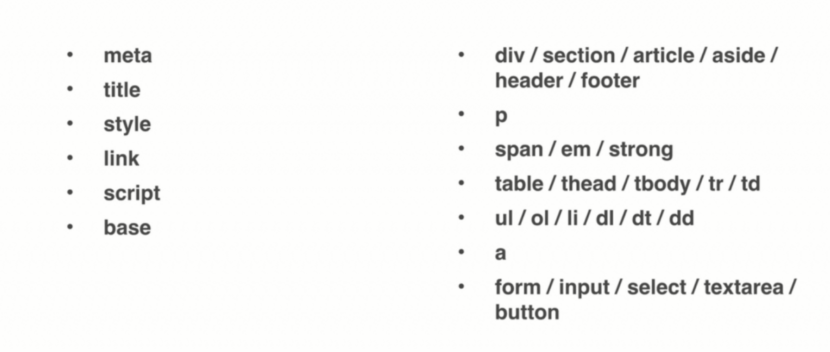 • meta
• title
• style
• link
• script
• base
• div / section / article / aside /
header / footer
• p
• span / em / strong
• table / thead / tbody / tr / td
• ul / ol / li / dl / dt / dd
• a
• form / input / select / textarea /
button